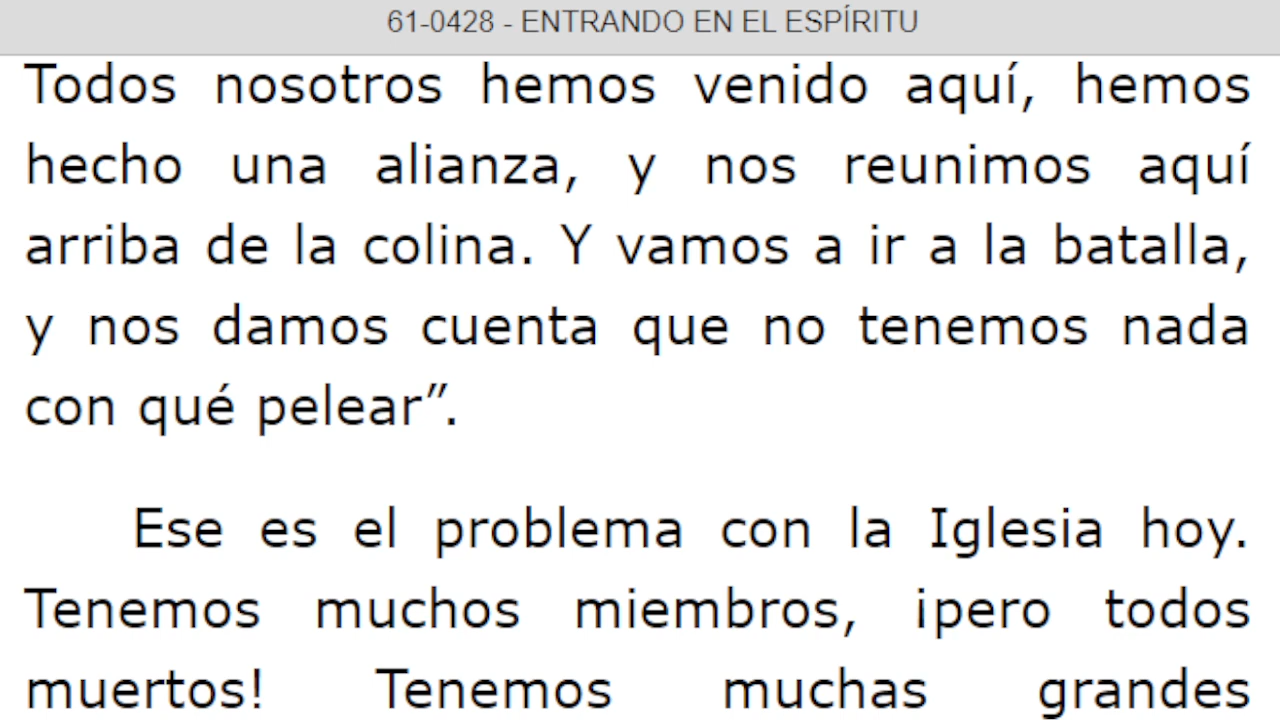 61-0428 - ENTRANDO EN EL ESPÍRITU
Todos nosotros hemos venido aquí, hemos
hecho una alianza, y nos reunimos aquí
arriba de la colina. Y vamos a ir a la batalla,
y nos damos cuenta que no tenemos nada
con qué pelear”.
Ese es el problema con la Iglesia hoy.
Tenemos muchos miembros, ¡pero todos
muertos! Tenemos muchas grandes